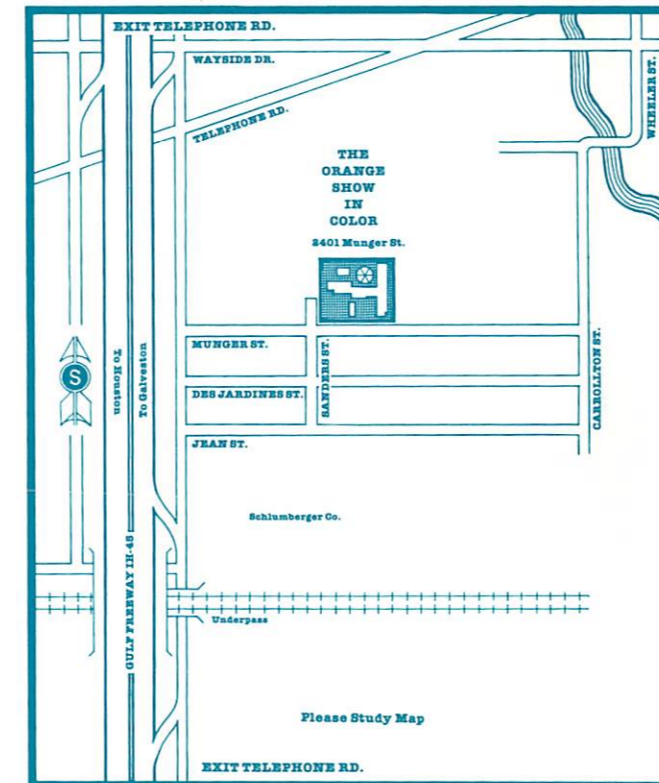 EXIT TELEPHONE RD.
WAYSIDE DR.
TELEPHONE RD.
WHEELER ST.
THE
ORANGE
SHOW
IN
COLOR
2401 Munger St.
MUNGER ST.
S
To Houston
To Galveston
DES JARDINES ST.
SANDERS ST.
CARROLLTON ST.
JEAN ST.
Schlumberger Co.
GULF FREEWAY IH-45
Underpass
Please Study Map
EXIT TELEPHONE RD.